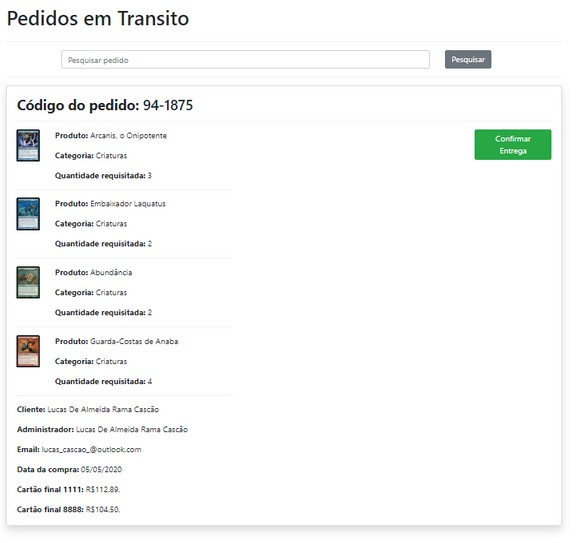 Pedidos em Transito
Pesquisar pedido
Pesquisar
Código do pedido: 94-1875
Produto: Arcanis, o Onipotente
Categoria: Criaturas
Quantidade requisitada: 3
Confirmar
Entrega
Produto: Embaixador Laquatus
Categoria: Criaturas
Quantidade requisitada: 2
Produto: Abundância
Categoria: Criaturas
Quantidade requisitada: 2
Produto: Guarda-Costas de Anaba
Categoria: Criaturas
Quantidade requisitada: 4
Cliente: Lucas De Almeida Rama Cascão
Administrador: Lucas De Almeida Rama Cascão
Email: lucas_cascao_@outlook.com
Data da compra: 05/05/2020
Cartão final 1111: R$112.89.
Cartão final 8888: R$104.50.